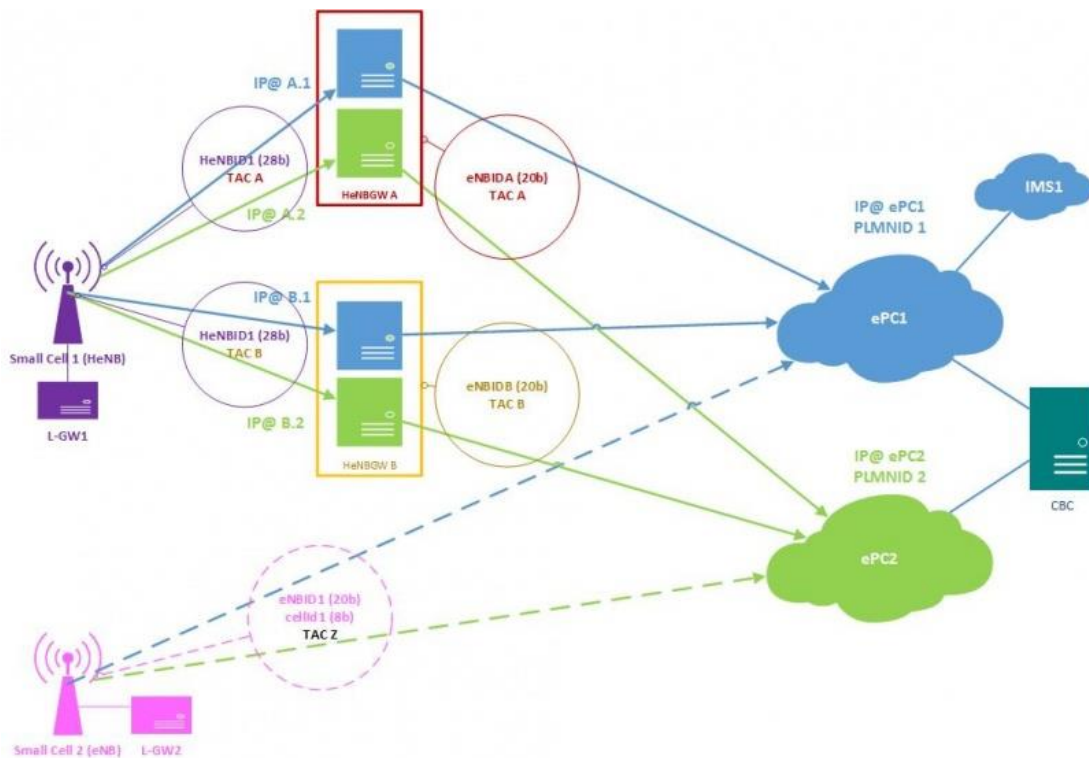 IP@ A.1
HeNBID1 (28b)
TAC A
IP@ A.2
HeNBGW A
eNBIDA (20b)
TAC A
IMS1
IP@ ePC1
PLMNID 1
ePC1
Small Cell 1 (HeNB)
L-GW1
IP@ B.1
HeNBID1 (28b)
TAC B
IP@ B.2
HeNBGW B
eNBIDB (20b)
TAC B
IP@ ePC2
PLMNID 2
CBC
ePC2
eNBID1 (20b)
cellid1 (8b)
TAC Z
Small Cell 2 (eNB)
L-GW2